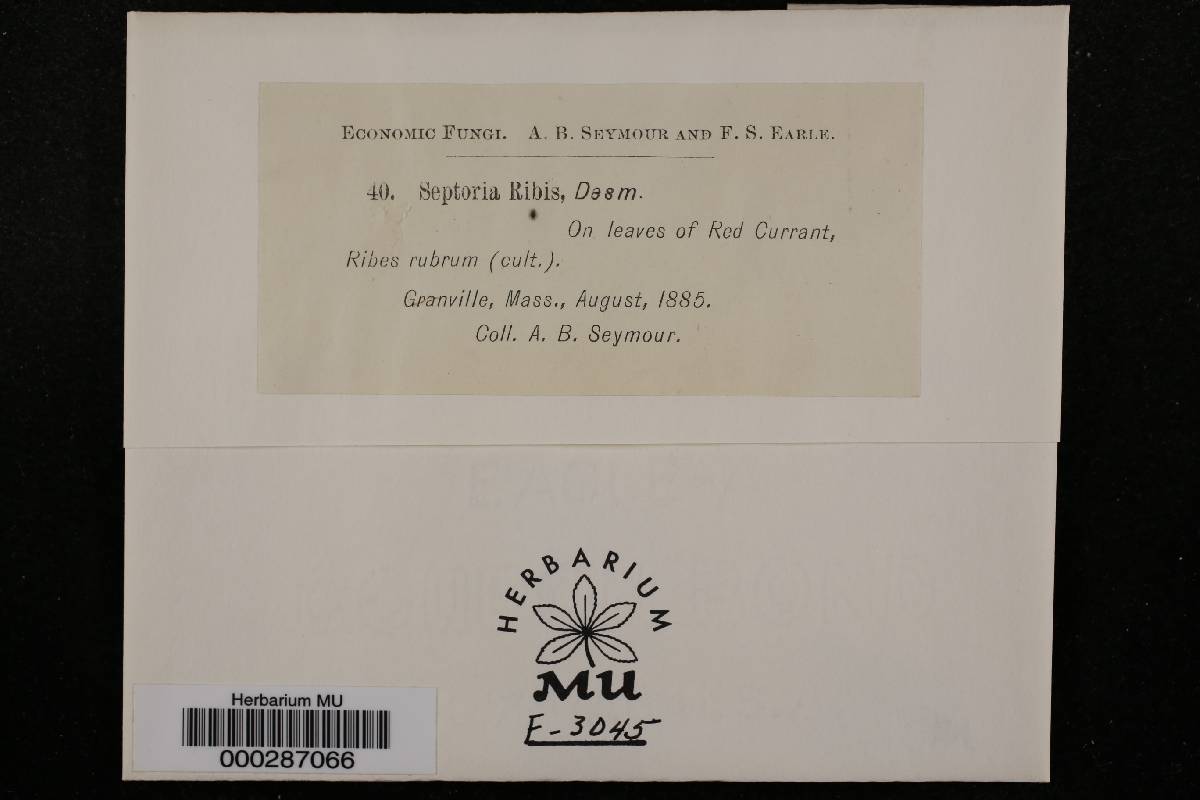 ECONOMIC FUNGI. A. B. SEYMOUR AND F. S. EARLE.
40. Septoria Ribis, Desm.
On leaves of Red Currant,
Ribes rubrum (cult.).
Granville, Mass., August, 1885.
Coll. A. B. Seymour.
HERBARIUM
MU
F-3045
Herbarium MU
000287066